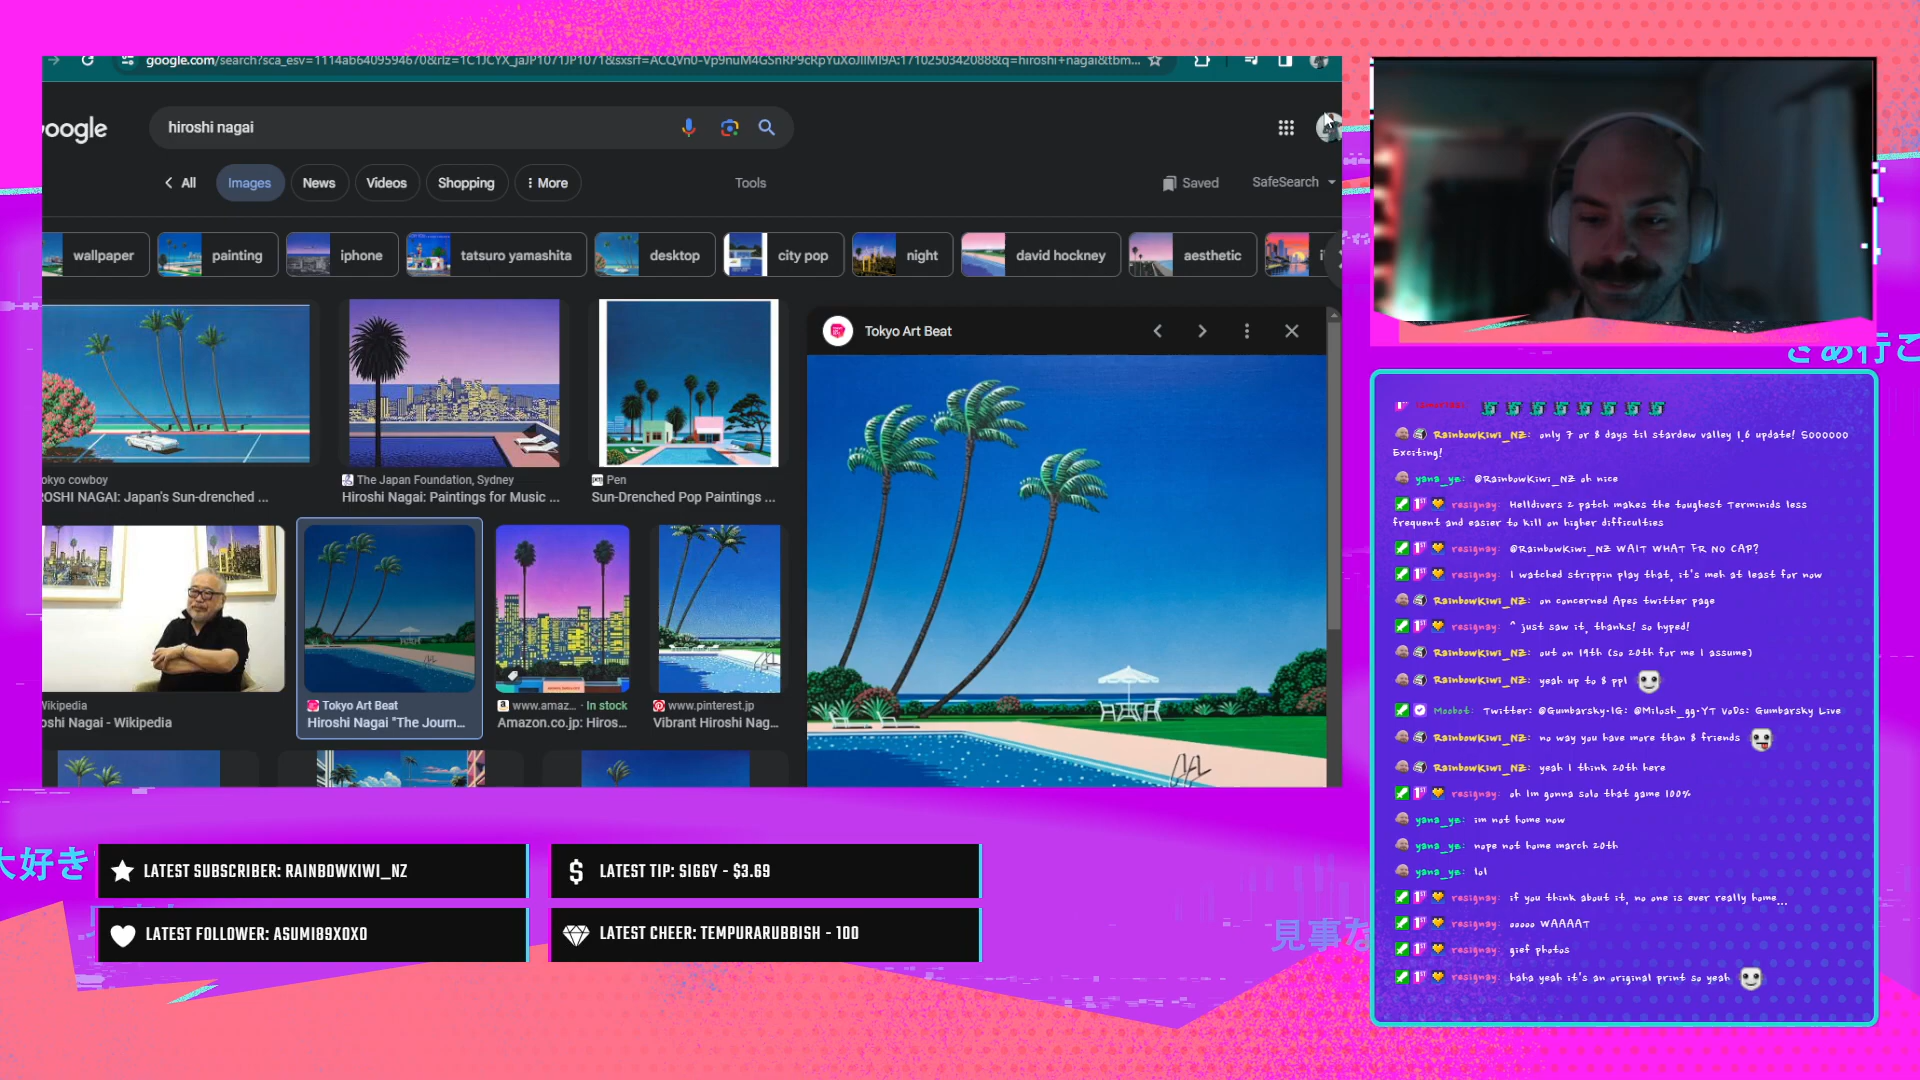 google.com/search?sca_esv=1114ab6409594670&rlz=1C1JCYX_jaJP1071JP1071&sxsrf=ACQVn0-Vp9nuM4GSnRP9cRpYuXoJIIMI9A:1710250342088&q=hiroshi+nagai&tbm...
oogle
hiroshi nagai
All
Images
News
Videos
Shopping
More
Tools
Saved
SafeSearch
wallpaper
painting
iphone
tatsuro yamashita
desktop
city pop
night
david hockney
aesthetic
okyo cowboy
OSHI NAGAI: Japan's Sun-drenched ...
The Japan Foundation, Sydney
Hiroshi Nagai: Paintings for Music ...
Pen
Sun-Drenched Pop Paintings ...
Tokyo Art Beat
ikipedia
oshi Nagai - Wikipedia
Tokyo Art Beat
Hiroshi Nagai "The Journ...
www.amaz... · In stock
Amazon.co.jp: Hiros...
www.pinterest.jp
Vibrant Hiroshi Nag...
大好き
見事な
LATEST SUBSCRIBER: RAINBOWKIWI_NZ
LATEST TIP: SIGGY - $3.69
LATEST FOLLOWER: ASUMI89XOXO
LATEST CHEER: TEMPURARUBBISH - 100
RainbowKiwi_NZ: only 7 or 8 days til stardew valley 1.6 update! Soooooo
Exciting!
yana_yz: @RainbowKiwi_NZ oh nice
resignay: Helldivers 2 patch makes the toughest Terminids less
frequent and easier to kill on higher difficulties
resignay: @RainbowKiwi_NZ WAIT WHAT FR NO CAP?
resignay: I watched strippin play that, it's meh at least for now
RainbowKiwi_NZ: on concerned Apes twitter page
resignay: ^ just saw it, thanks! so hyped!
RainbowKiwi_NZ: out on 19th (so 20th for me I assume)
RainbowKiwi_NZ: yeah up to 8 ppl
Moobot: Twitter: @Gumbarsky·IG: @Milosh_gg·YT VoDs: Gumbarsky Live
RainbowKiwi_NZ: no way you have more than 8 friends
RainbowKiwi_NZ: yeah I think 20th here
resignay: oh Im gonna solo that game 100%
yana_yz: im not home now
yana_yz: nope not home march 20th
yana_yz: lol
resignay: if you think about it, no one is ever really home...
resignay: ooooo WAAAAT
resignay: gief photos
resignay: haha yeah it's an original print so yeah